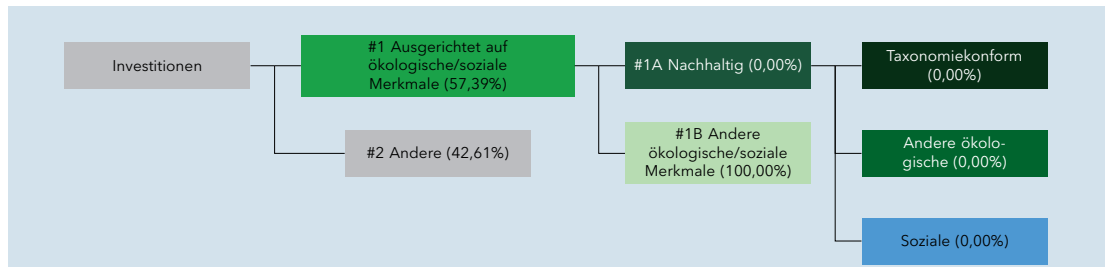 Investitionen
#1 Ausgerichtet auf
ökologische/soziale
Merkmale (57,39%)
#2 Andere (42,61%)
#1A Nachhaltig (0,00%)
#1B Andere
ökologische/soziale
Merkmale (100,00%)
Taxonomiekonform
(0,00%)
Andere ökolo-
gische (0,00%)
Soziale (0,00%)